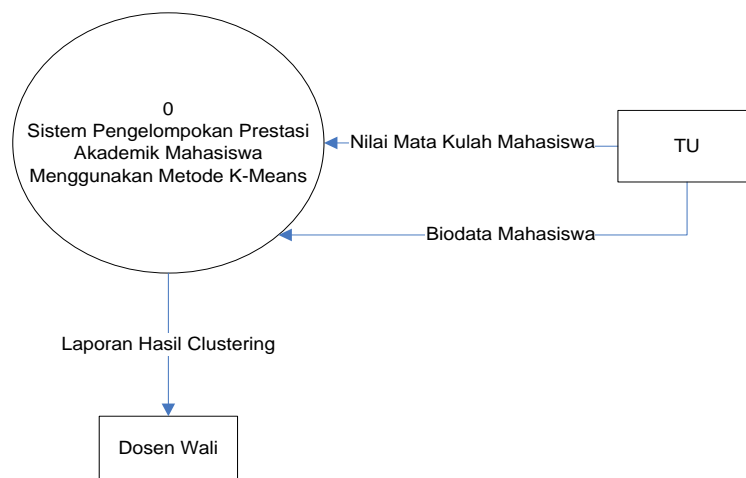 0
Sistem Pengelompokan Prestasi
Akademik Mahasiswa
Menggunakan Metode K-Means
Nilai Mata Kulah Mahasiswa
TU
Biodata Mahasiswa
Laporan Hasil Clustering
Dosen Wali